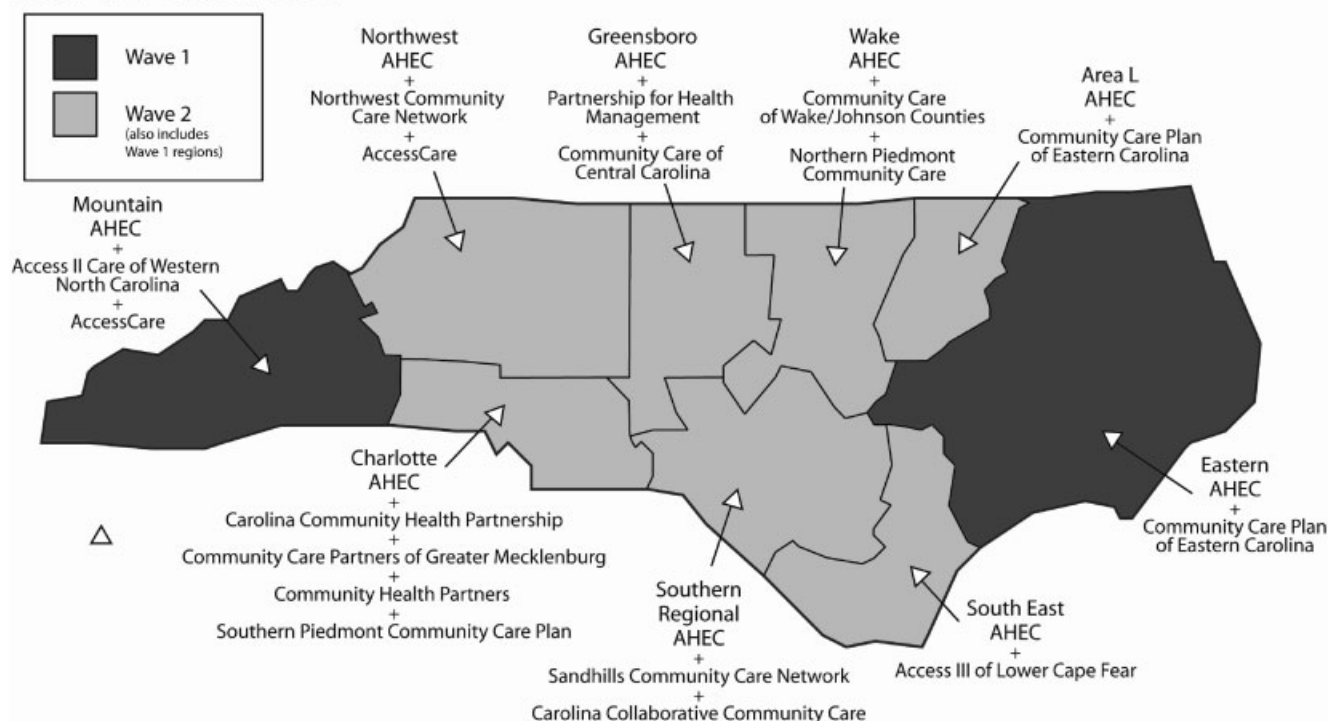 Wave 1
Wave 2
(also includes
Wave 1 regions)
Northwest
AHEC
+
Northwest Community
Care Network
+
AccessCare
Greensboro
AHEC
+
Partnership for Health
Management
+
Community Care of
Central Carolina
Wake
AHEC
+
Community Care
of Wake/Johnson Counties
+
Northern Piedmont
Community Care
Area L
AHEC
+
Community Care Plan
of Eastern Carolina
Mountain
AHEC
+
Access II Care of Western
North Carolina
+
AccessCare
Charlotte
AHEC
+
Carolina Community Health Partnership
+
Community Care Partners of Greater Mecklenburg
+
Community Health Partners
+
Southern Piedmont Community Care Plan
Southern
Regional
AHEC
+
Sandhills Community Care Network
+
Carolina Collaborative Community Care
South East
AHEC
+
Access III of Lower Cape Fear
Eastern
AHEC
+
Community Care Plan
of Eastern Carolina